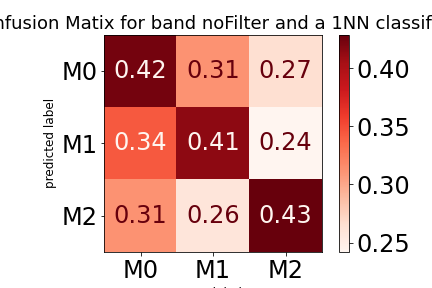 nfusion Matix for band noFilter and a 1NN classif
M0 0.42 0.31 0.27
M1 0.34 0.41 0.24
M2 0.31 0.26 0.43
M0 M1 M2
predicted label
0.40
0.35
0.30
0.25